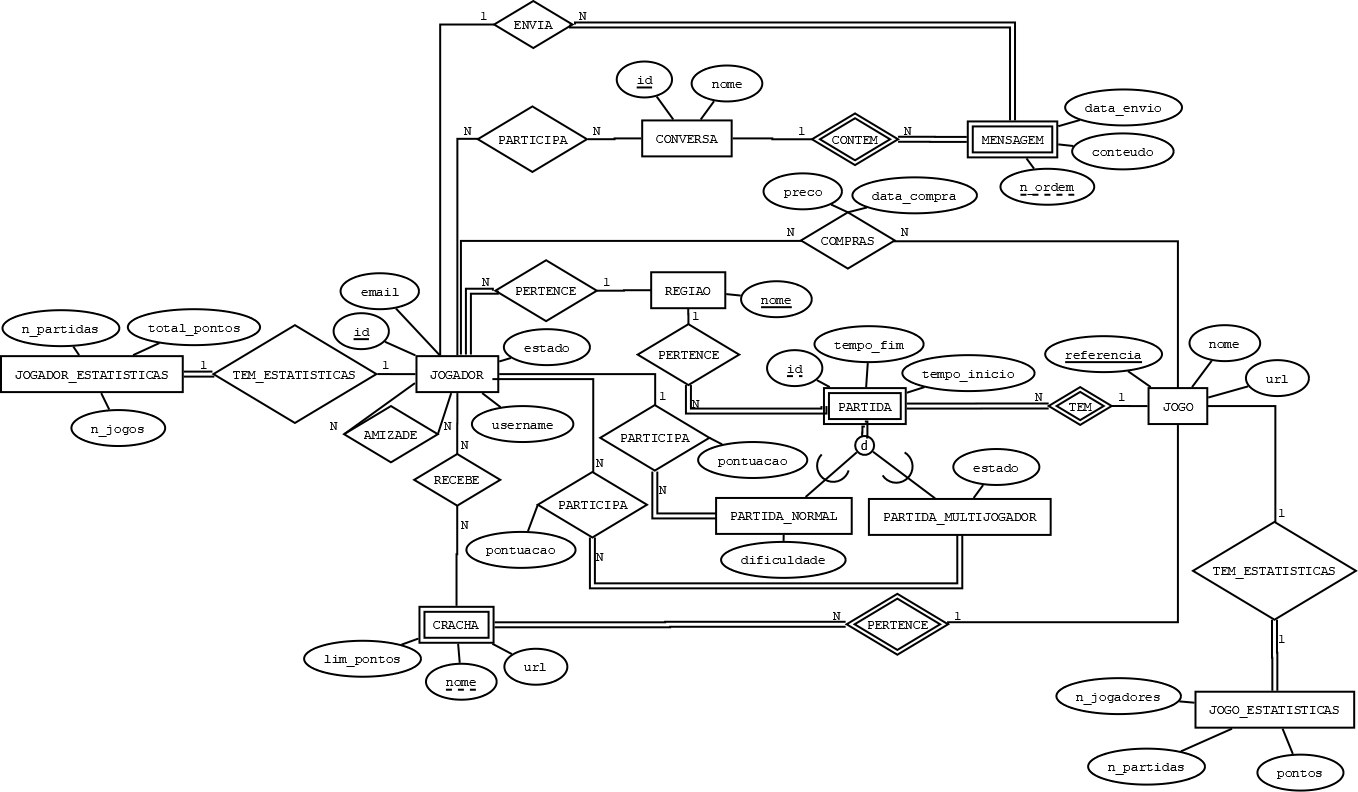 1
ENVIA
N
id
nome
N
PARTICIPA
N
CONVERSA
1
CONTEM
N
MENSAGEM
data_envio
conteudo
n_ordem
preco
data_compra
N
COMPRAS
N
N
PERTENCE
1
REGIAO
nome
email
id
n_partidas
total_pontos
estado
1
PERTENCE
N
tempo_fim
id
tempo_inicio
referencia
nome
url
JOGADOR_ESTATISTICAS
1
TEM_ESTATISTICAS
1
JOGADOR
n_jogos
username
PARTIDA
N
TEM
1
JOGO
N
AMIZADE
N
1
PARTICIPA
N
pontuacao
d
N
RECEBE
N
N
PARTICIPA
N
pontuacao
PARTIDA_NORMAL
dificuldade
estado
PARTIDA_MULTIJOGADOR
1
TEM_ESTATISTICAS
1
CRACHA
N
PERTENCE
1
lim_pontos
nome
url
n_jogadores
JOGO_ESTATISTICAS
n_partidas
pontos